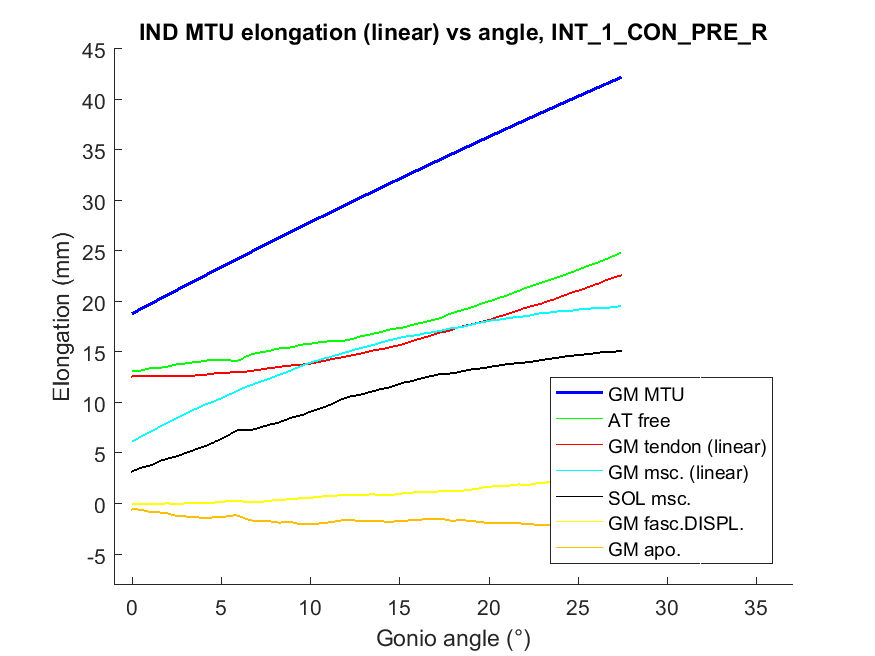 IND MTU elongation (linear) vs angle, INT_1_CON_PRE_R
45
40
35
30
25
20
15
10
5
0
-5
Elongation (mm)
GM MTU
AT free
GM tendon (linear)
GM msc. (linear)
SOL msc.
GM fasc.DISPL.
GM apo.
0 5 10 15 20 25 30 35
Gonio angle (°)